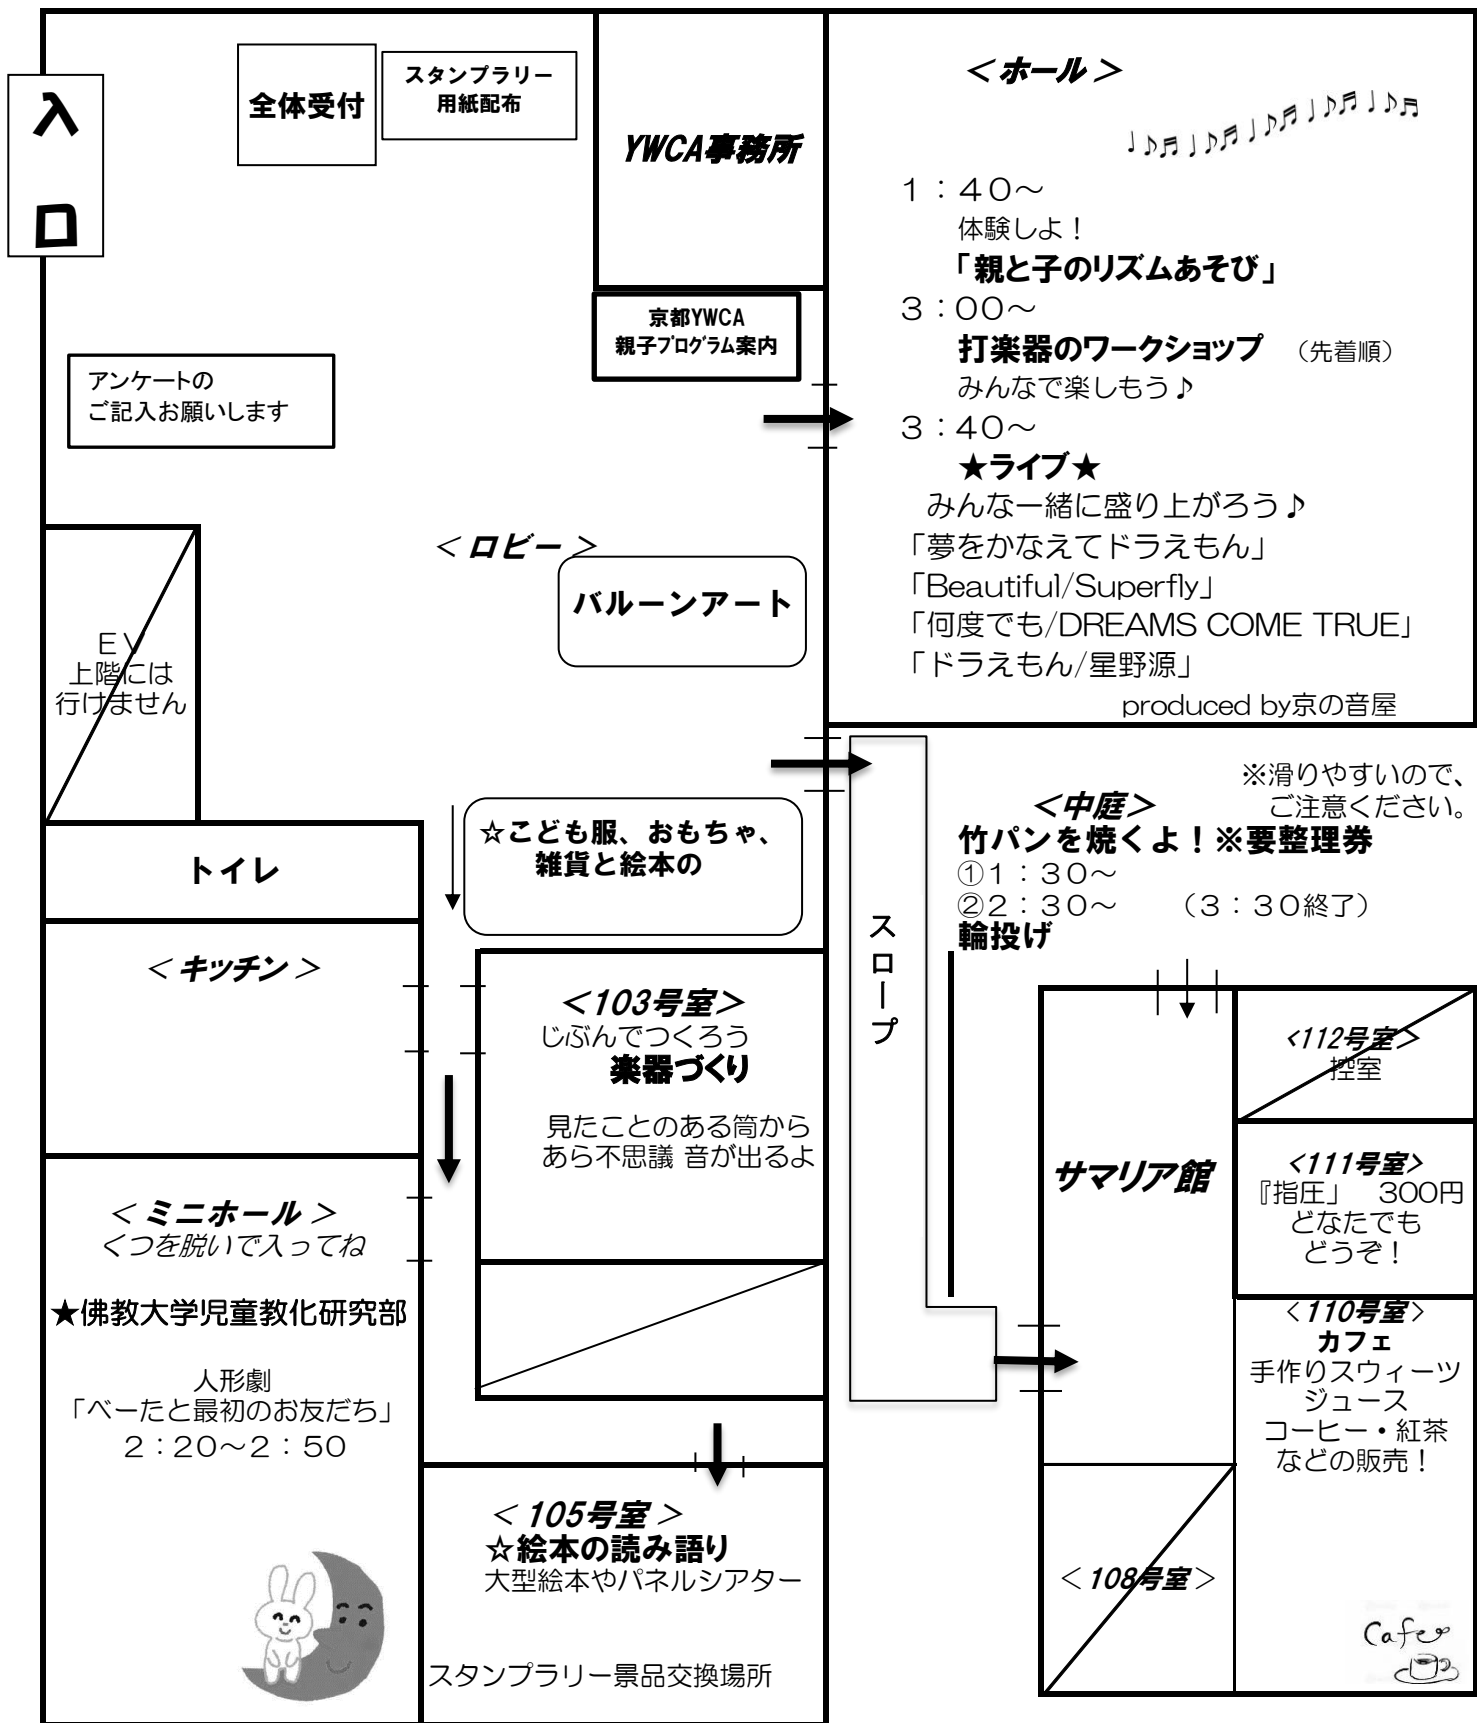 入口
全体受付
スタンプラリー
用紙配布
YWCA事務所
京都YWCA
親子プログラム案内
アンケートの
ご記入お願いします
＜ホール＞
♩♪♬♩♪♬♩♪♬♩♪♬♩♪♬
１：４０～
体験しよ！
「親と子のリズムあそび」
３：００～
打楽器のワークショップ　（先着順）
みんなで楽しもう♪
３：４０～
★ライブ★
みんな一緒に盛り上がろう♪
「夢をかなえてドラえもん」
「Beautiful/Superfly」
「何度でも/DREAMS COME TRUE」
「ドラえもん/星野源」
produced by京の音屋
＜ロビー＞
バルーンアート
ＥＶ
上階には
行けません
☆こども服、おもちゃ、
雑貨と絵本の
トイレ
＜キッチン＞
＜103号室＞
じぶんでつくろう
楽器づくり
見たことのある筒から
あら不思議 音が出るよ
＜ミニホール＞
くつを脱いで入ってね
★佛教大学児童教化研究部
人形劇
「べーたと最初のお友だち」
２：２０～２：５０
＜105号室＞
☆絵本の読み語り
大型絵本やパネルシアター
スタンプラリー景品交換場所
スロープ
※滑りやすいので、
ご注意ください。
＜中庭＞
竹パンを焼くよ！※要整理券
①１：３０～
②２：３０～　（３：３０終了）
輪投げ
サマリア館
＜112号室＞
控室
＜111号室＞
『指圧」　300円
どなたでも
どうぞ！
＜110号室＞
カフェ
手作りスウィーツ
ジュース
コーヒー・紅茶
などの販売！
＜108号室＞
Cafe